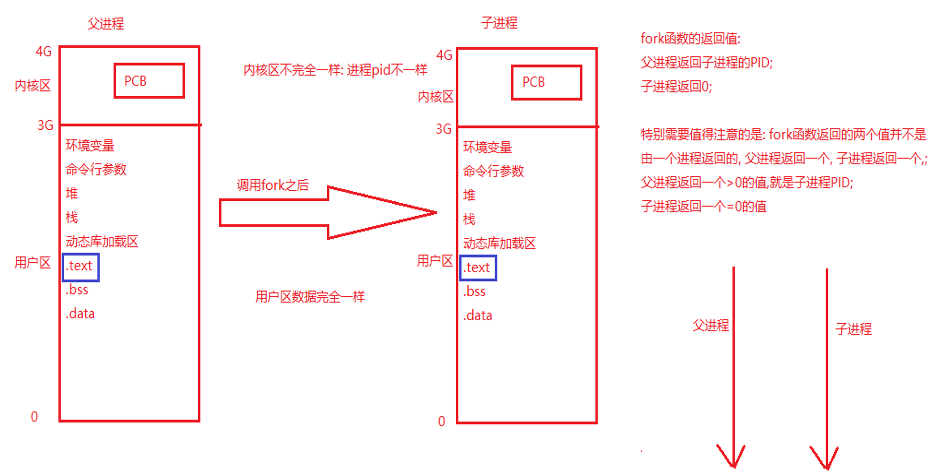 父进程
4G
内核区
PCB
3G
环境变量
命令行参数
堆
栈
动态库加载区
用户区
.text
.bss
.data
0
内核区不完全一样: 进程pid不一样
调用fork之后
用户区数据完全一样
子进程
4G
内核区
PCB
3G
环境变量
命令行参数
堆
栈
动态库加载区
用户区
.text
.bss
.data
0
fork函数的返回值:
父进程返回子进程的PID;
子进程返回0;
特别需要值得注意的是: fork函数返回的两个值并不是
由一个进程返回的, 父进程返回一个, 子进程返回一个,;
父进程返回一个>0的值,就是子进程PID;
子进程返回一个=0的值
父进程
子进程